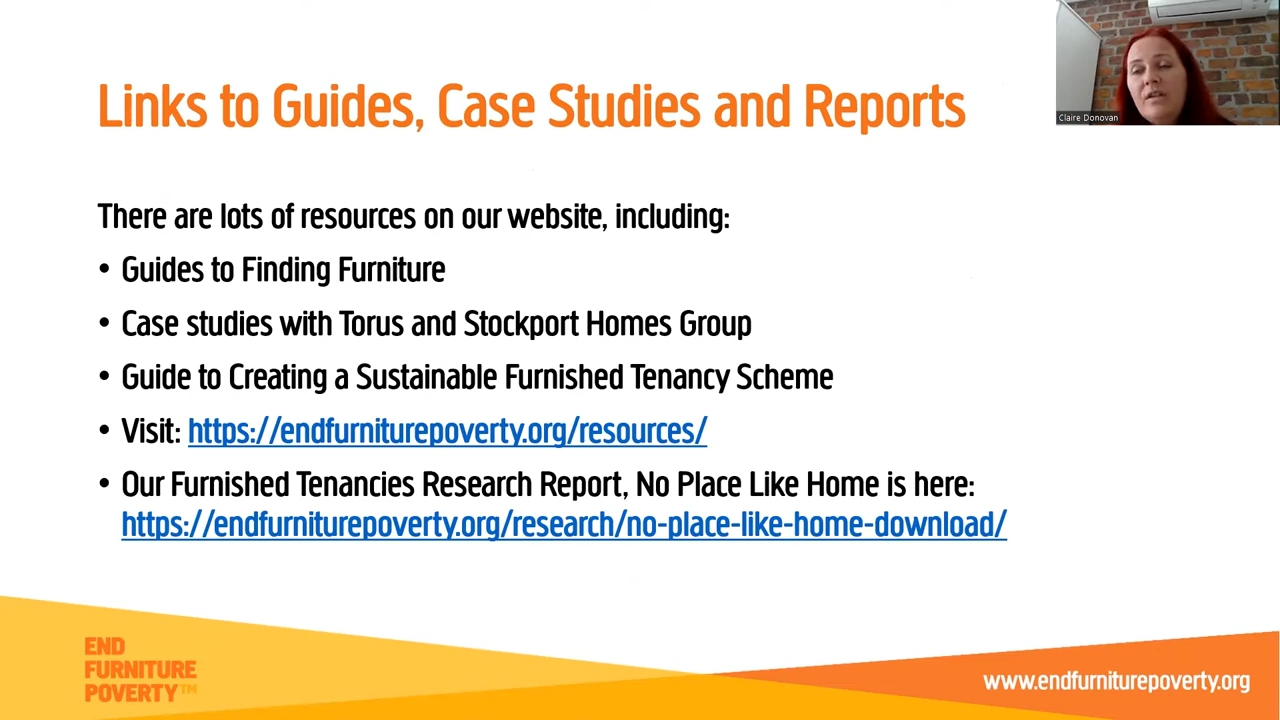 Links to Guides, Case Studies and Reports
Claire Donovan
There are lots of resources on our website, including:
• Guides to Finding Furniture
• Case studies with Torus and Stockport Homes Group
• Guide to Creating a Sustainable Furnished Tenancy Scheme
• Visit: https://endfurniturepoverty.org/resources/
• Our Furnished Tenancies Research Report, No Place Like Home is here:
https://endfurniturepoverty.org/research/no-place-like-home-download/
END
FURNITURE
POVERTY™
www.endfurniturepoverty.org